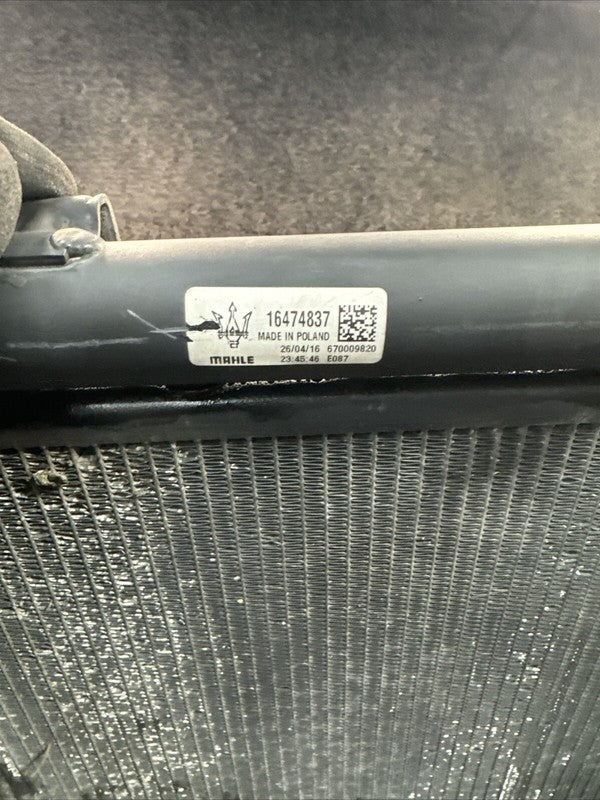 16474837
MADE IN POLAND
26/04/16 670009820
MAHLE 23:45:46 E087